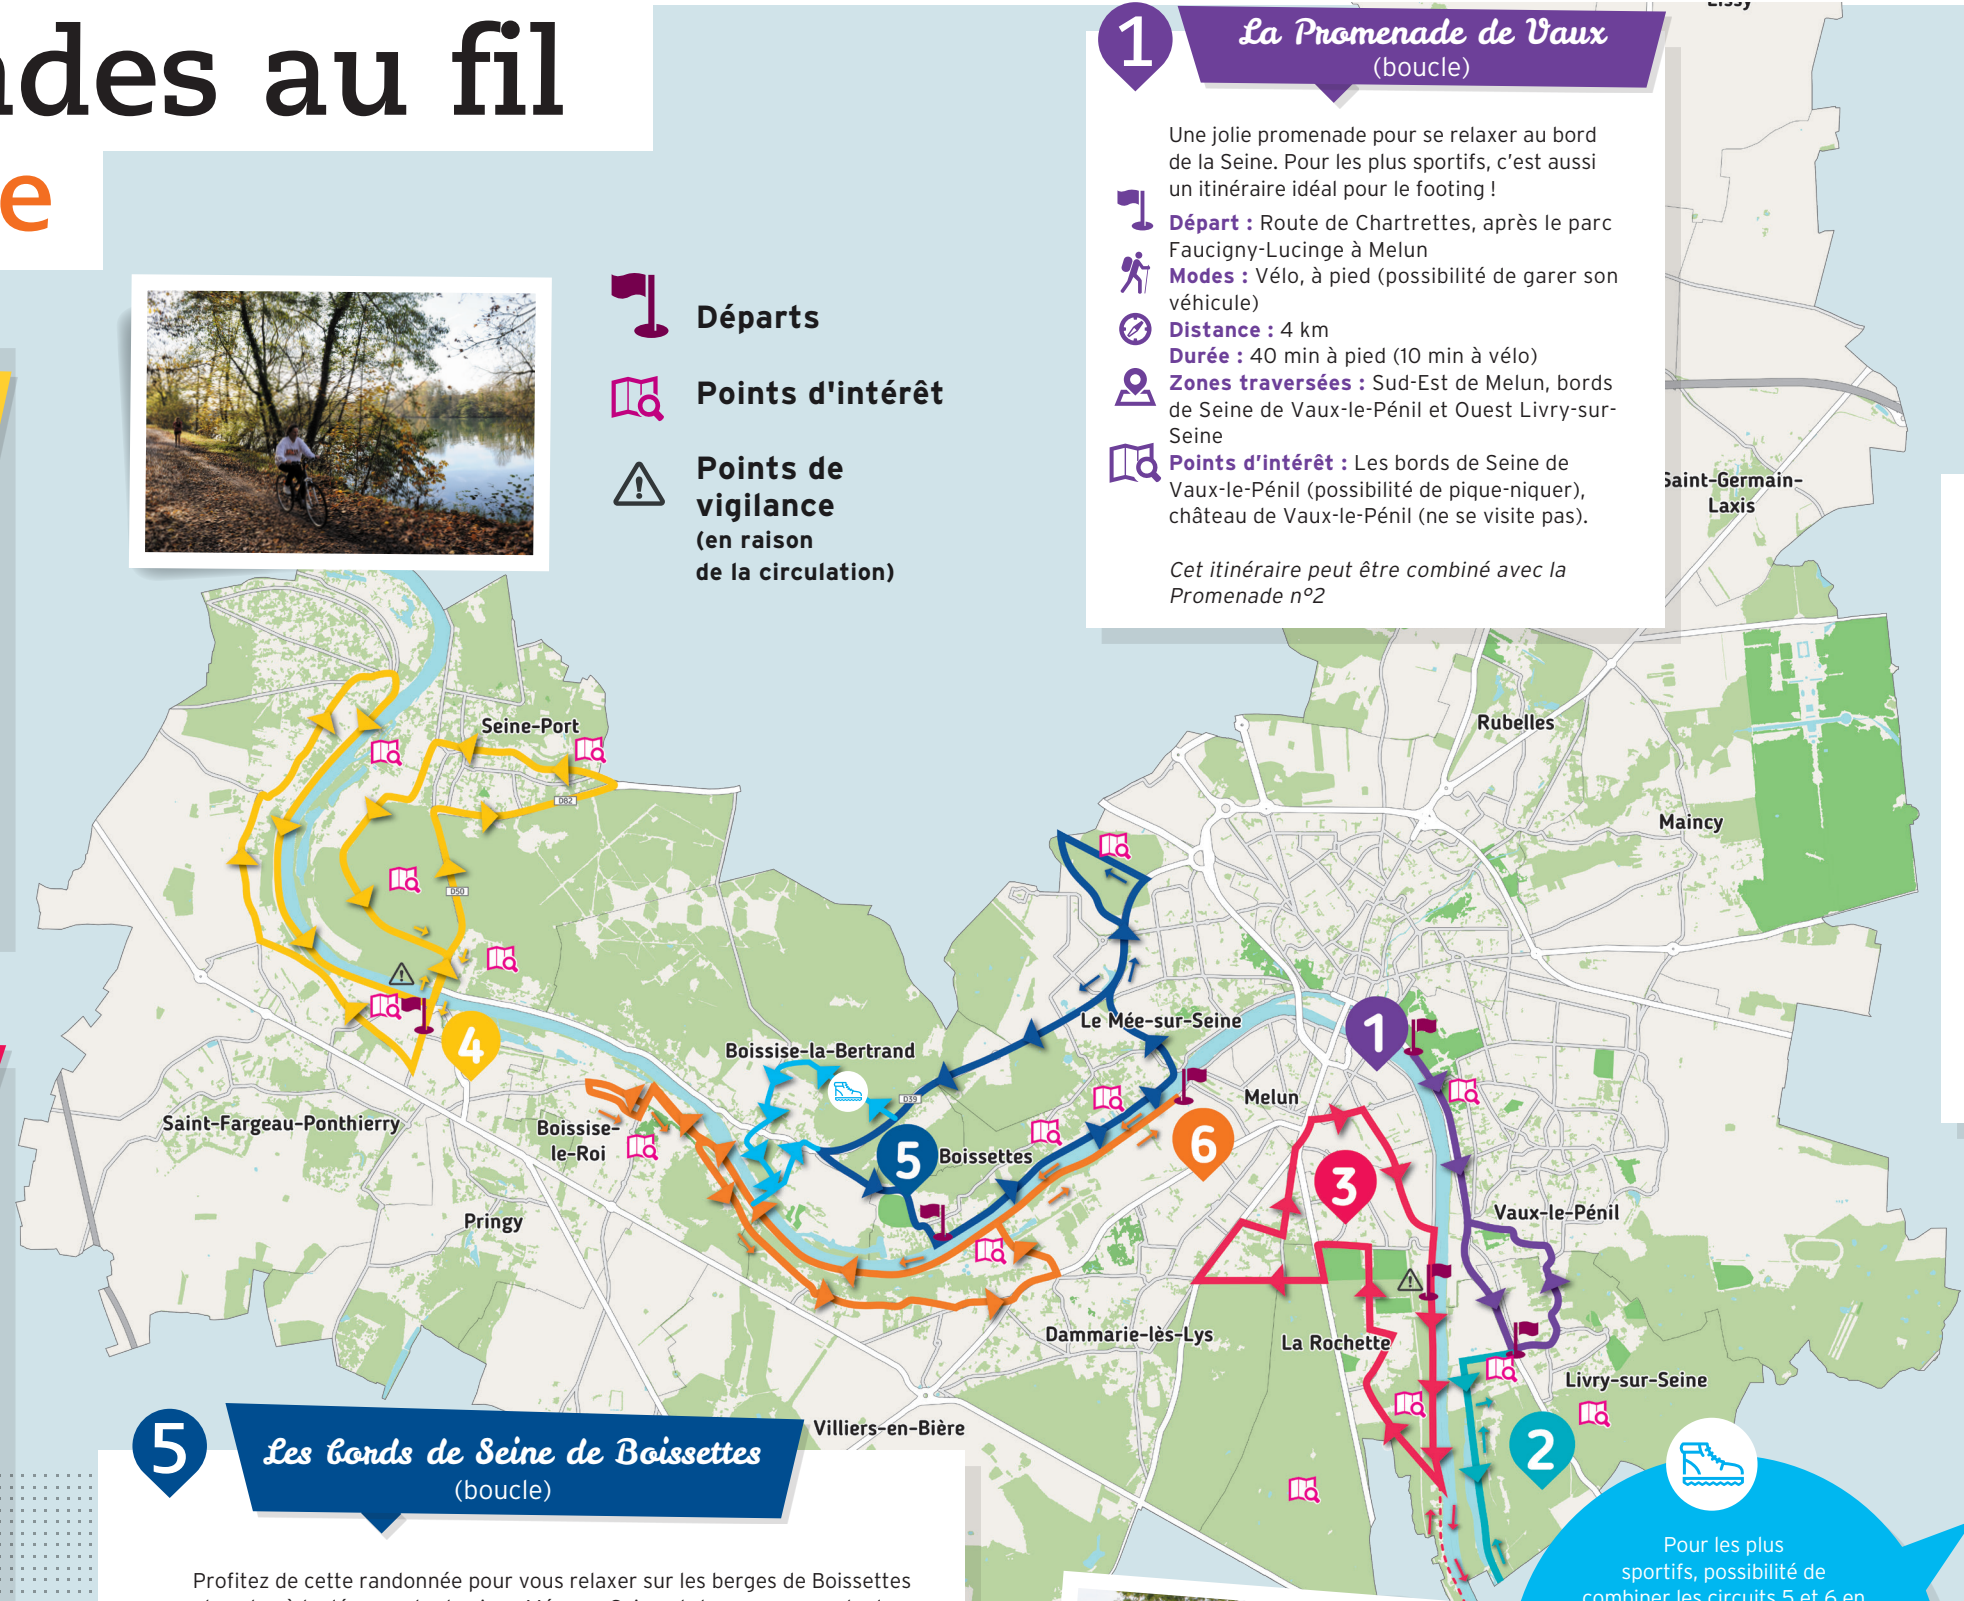 des au fil
e
Départs
Points d'intérêt
Points de
vigilance
(en raison
de la circulation)
1
La Promenade de Vaux
(boucle)
Une jolie promenade pour se relaxer au bord
de la Seine. Pour les plus sportifs, c'est aussi
un itinéraire idéal pour le footing !
Départ : Route de Chartrettes, après le parc
Faucigny-Lucinge à Melun
Modes : Vélo, à pied (possibilité de garer son
véhicule)
Distance : 4 km
Durée : 40 min à pied (10 min à vélo)
Zones traversées : Sud-Est de Melun, bords
de Seine de Vaux-le-Pénil et Ouest Livry-sur-
Seine
Points d'intérêt : Les bords de Seine de
Vaux-le-Pénil (possibilité de pique-niquer),
château de Vaux-le-Pénil (ne se visite pas).
Cet itinéraire peut être combiné avec la
Promenade n°2
Saint-Germain-
Laxis
Rubelles
Seine-Port
D82
Maincy
D50
Le Mée-sur-Seine
1
4
Boissise-la-Bertrand
D39
Melun
Saint-Fargeau-Ponthierry
Boissise-
le-Roi
5
Boissettes
6
3
Pringy
Vaux-le-Pénil
Dammarie-lès-Lys
La Rochette
Livry-sur-Seine
Villiers-en-Bière
2
5
Les bords de Seine de Boissettes
(boucle)
Profitez de cette randonnée pour vous relaxer sur les berges de Boissettes
Pour les plus
sportifs, possibilité de
combiner les circuits 5 et 6 en